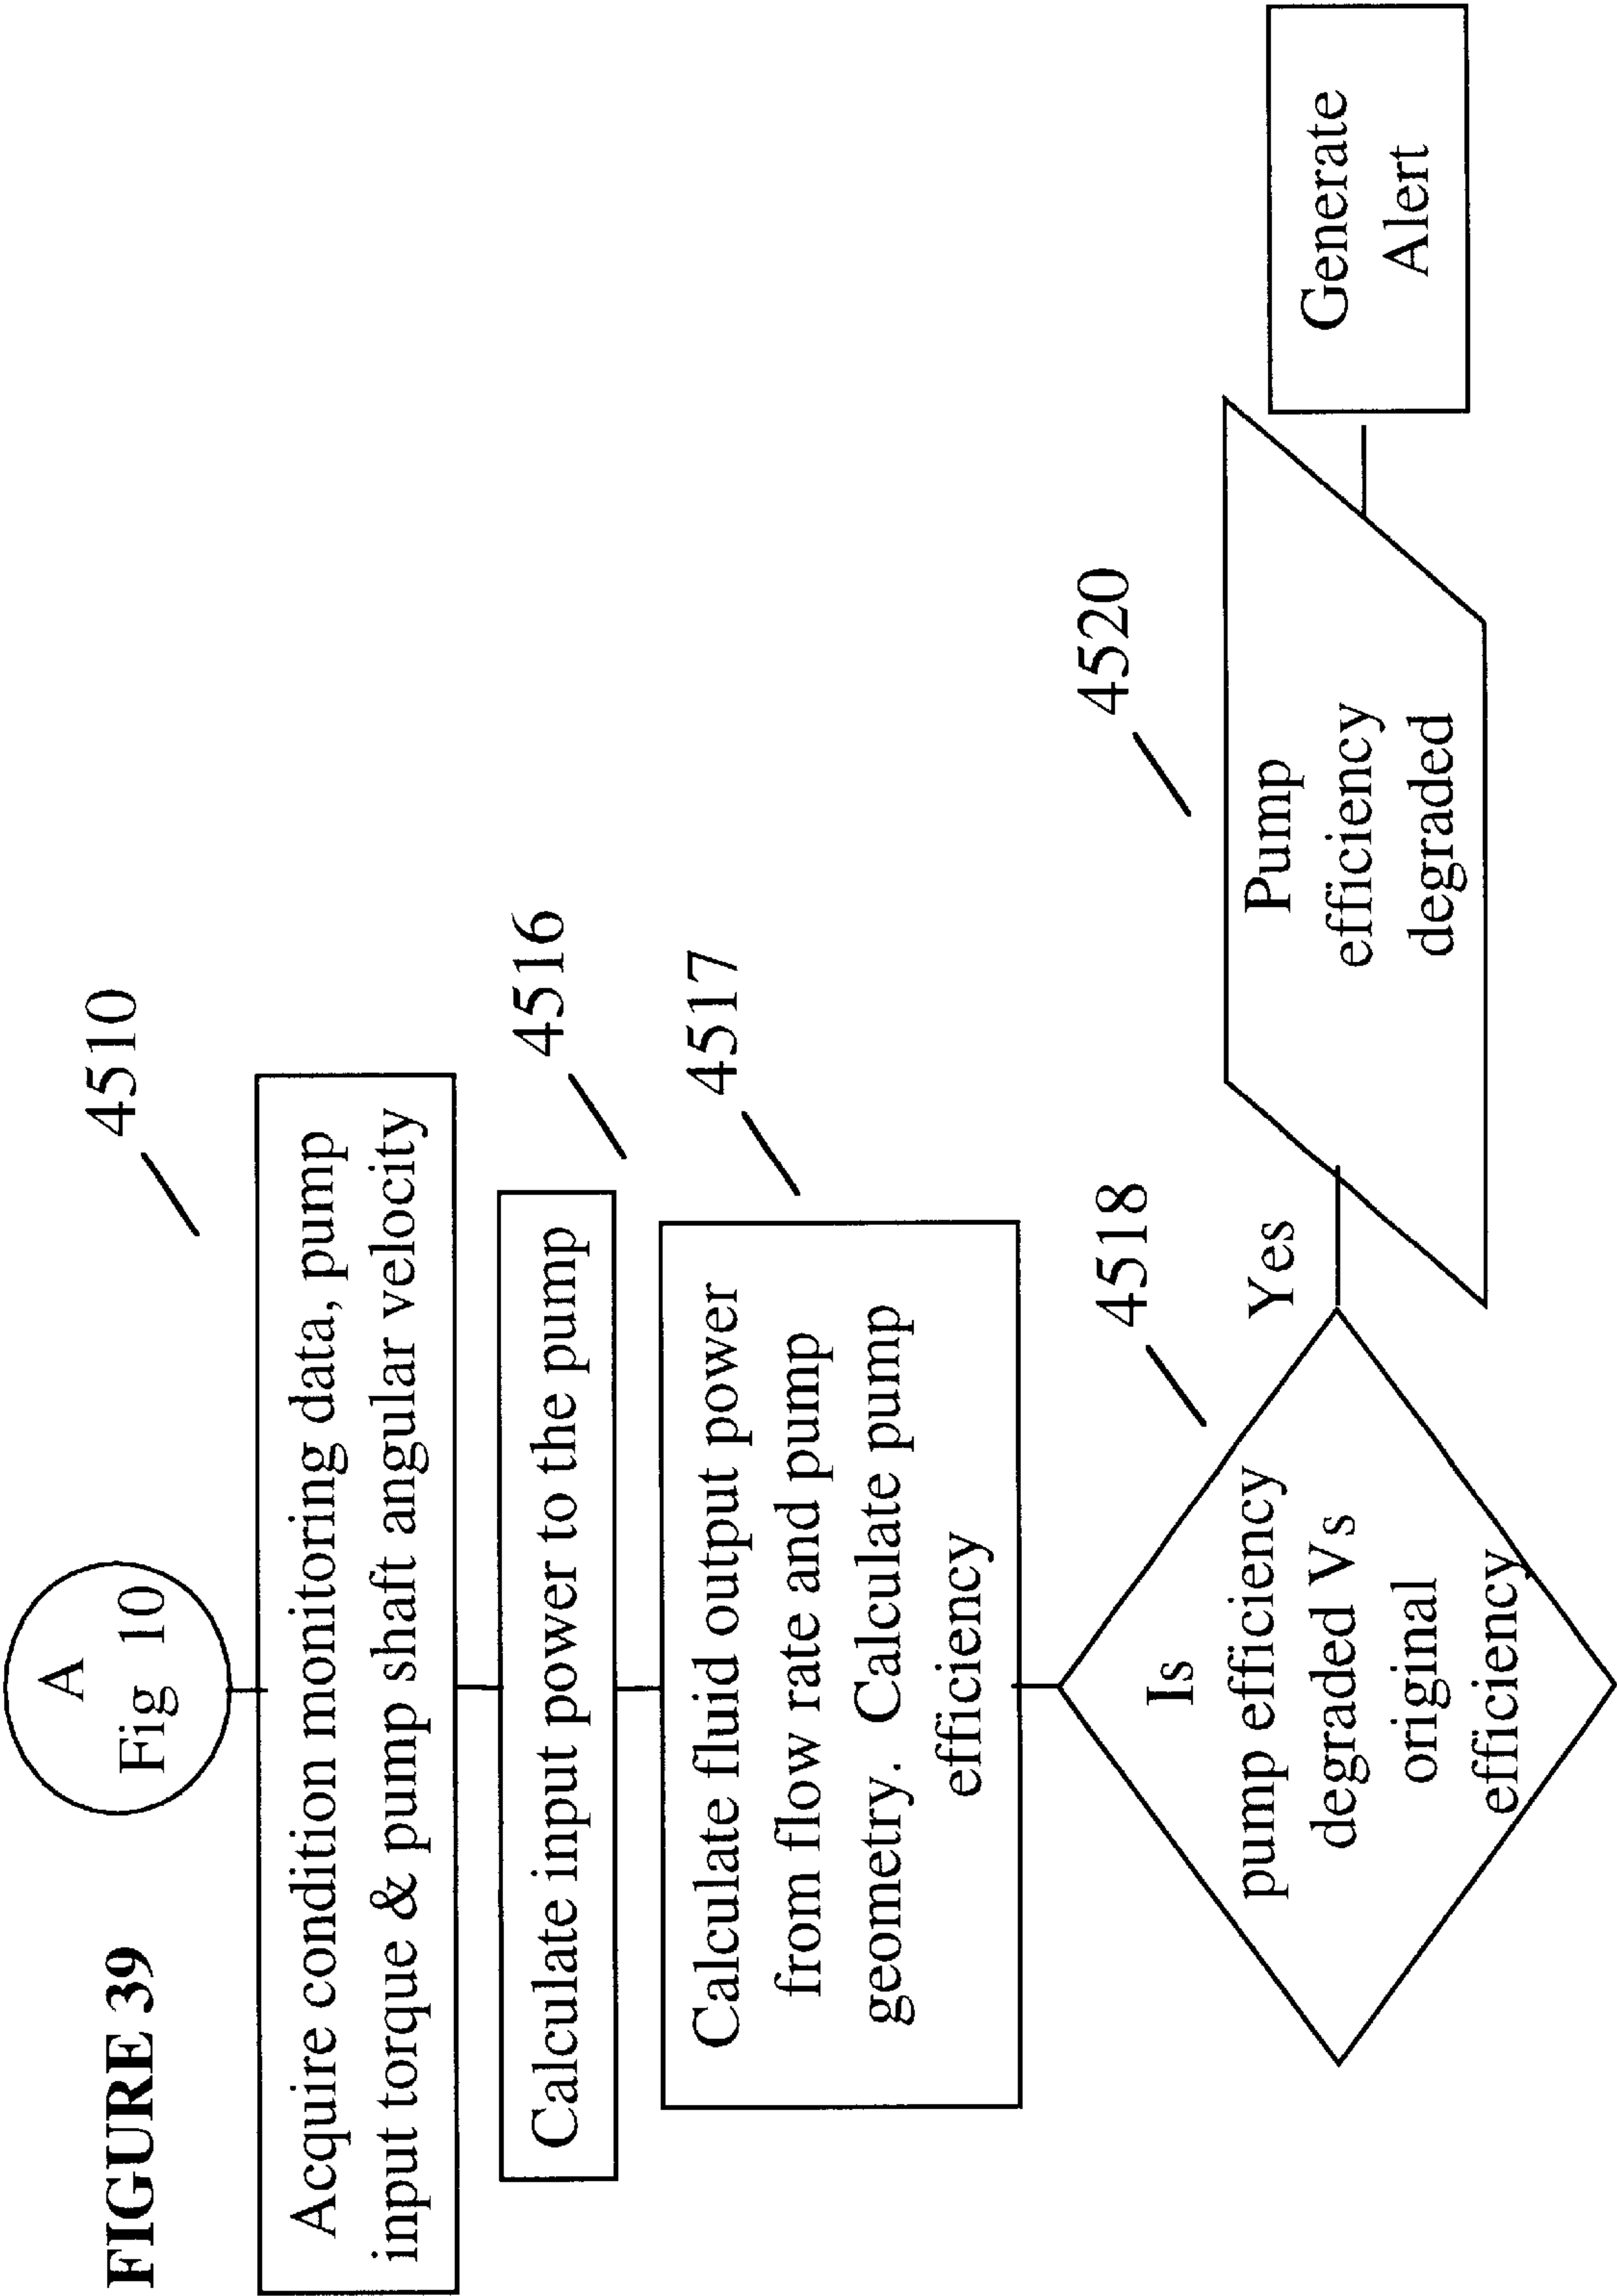 FIGURE 39
A
Fig 10
4510
Acquire condition monitoring data, pump
input torque & pump shaft angular velocity
4516
Calculate input power to the pump
4517
Calculate fluid output power
from flow rate and pump
geometry. Calculate pump
efficiency
4518
Is
pump efficiency
degraded Vs
original
efficiency
Yes
4520
Pump
efficiency
degraded
Generate
Alert